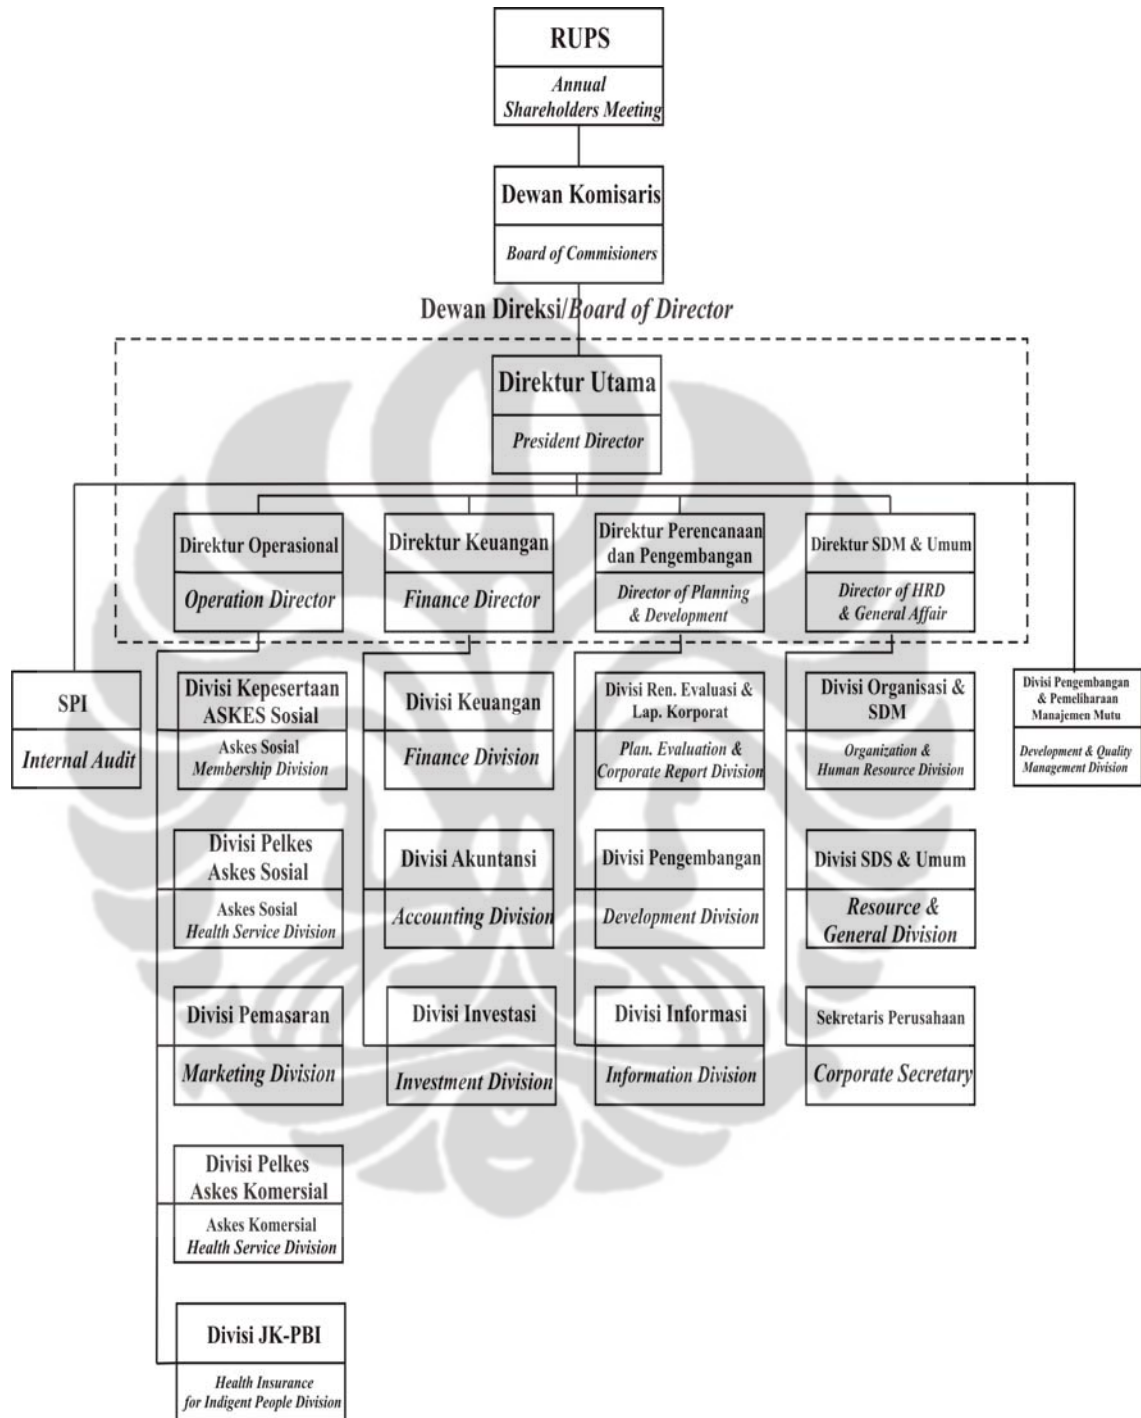 RUPS
Annual
Shareholders Meeting
Dewan Komisaris
Board of Commisioners
Dewan Direksi/Board of Director
Direktur Utama
President Director
Direktur Operasional
Operation Director
Direktur Keuangan
Finance Director
Direktur Perencanaan
dan Pengembangan
Director of Planning
& Development
Direktur SDM & Umum
Director of HRD
& General Affair
SPI
Internal Audit
Divisi Kepesertaan
ASKES Sosial
Askes Sosial
Membership Division
Divisi Keuangan
Finance Division
Divisi Ren. Evaluasi &
Lap. Korporat
Plan. Evaluation &
Corporate Report Division
Divisi Organisasi &
SDM
Organization &
Human Resource Division
Divisi Pengembangan
& Pemeliharaan
Manajemen Mutu
Development & Quality
Management Division
Divisi Pelkes
Askes Sosial
Askes Sosial
Health Service Division
Divisi Akuntansi
Accounting Division
Divisi Pengembangan
Development Division
Divisi SDS & Umum
Resource &
General Division
Divisi Pemasaran
Marketing Division
Divisi Investasi
Investment Division
Divisi Informasi
Information Division
Sekretaris Perusahaan
Corporate Secretary
Divisi Pelkes
Askes Komersial
Askes Komersial
Health Service Division
Divisi JK-PBI
Health Insurance
for Indigent People Division